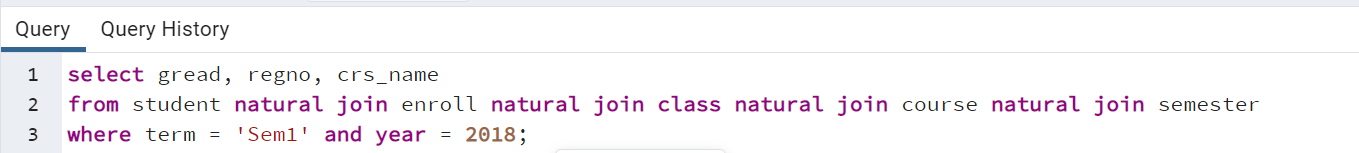 Query Query History
1 select gread, regno, crs_name
2 from student natural join enroll natural join class natural join course natural join semester
3 where term = 'Sem1' and year = 2018;